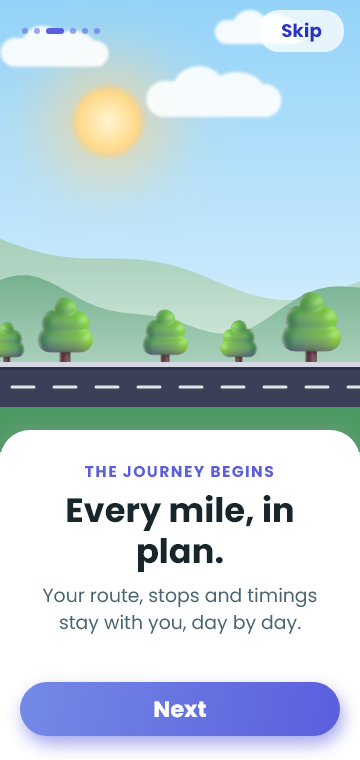 Skip
THE JOURNEY BEGINS
Every mile, in
plan.
Your route, stops and timings
stay with you, day by day.
Next